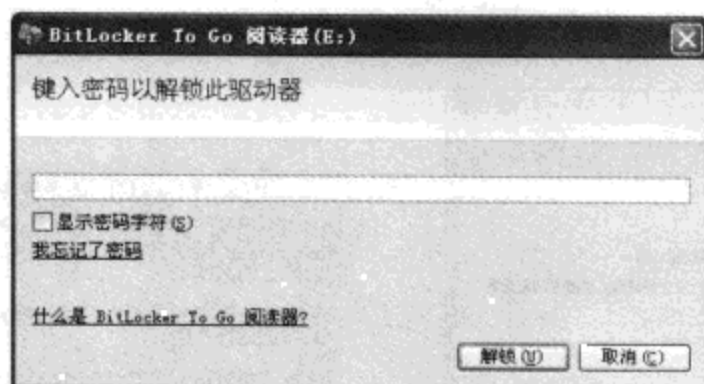 BitLocker To Go 阅读器(E:)
键入密码以解锁此驱动器
显示密码字符(S)
我忘记了密码
什么是 BitLocker To Go 阅读器?
解锁(U) 取消(C)